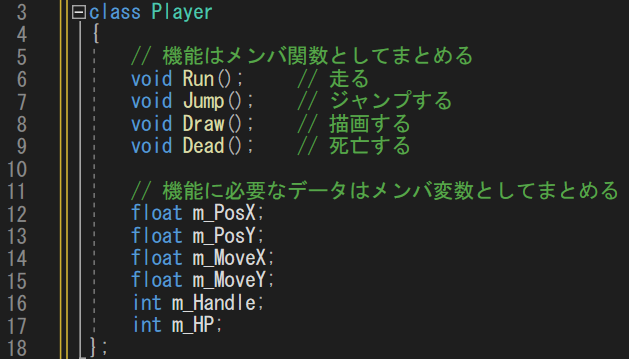 3 class Player
4 {
5 // 機能はメンバ関数としてまとめる
6 void Run(); // 走る
7 void Jump(); // ジャンプする
8 void Draw(); // 描画する
9 void Dead(); // 死亡する
10
11 // 機能に必要なデータはメンバ変数としてまとめる
12 float m_PosX;
13 float m_PosY;
14 float m_MoveX;
15 float m_MoveY;
16 int m_Handle;
17 int m_HP;
18 };